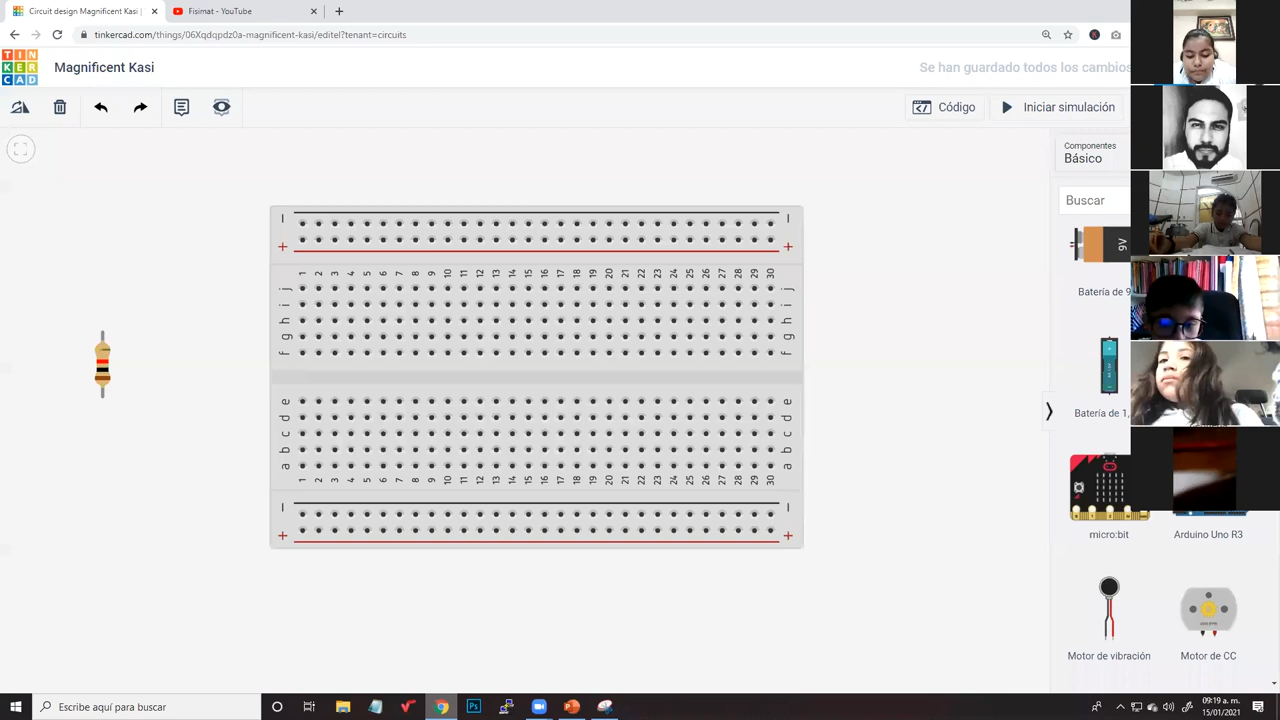 Circuit design Magnificent Kasi |
Fisimat - YouTube
tinkercad.com/things/06Xqdqpdz0a-magnificent-kasi/editel?tenant=circuits
TIN
KER
CAD
Magnificent Kasi
Se han guardado todos los cambios
Código
Iniciar simulación
Componentes
Básico
Buscar
9V
Batería de 9
Batería de 1,
micro:bit
Arduino Uno R3
Motor de vibración
Motor de CC
1 2 3 4 5 6 7 8 9 10 11 12 13 14 15 16 17 18 19 20 21 22 23 24 25 26 27 28 29 30
j j
i i
h h
g g
f f
e e
d d
c c
b b
a a
1 2 3 4 5 6 7 8 9 10 11 12 13 14 15 16 17 18 19 20 21 22 23 24 25 26 27 28 29 30
Escribe aquí para buscar
09:19 a. m.
15/01/2021